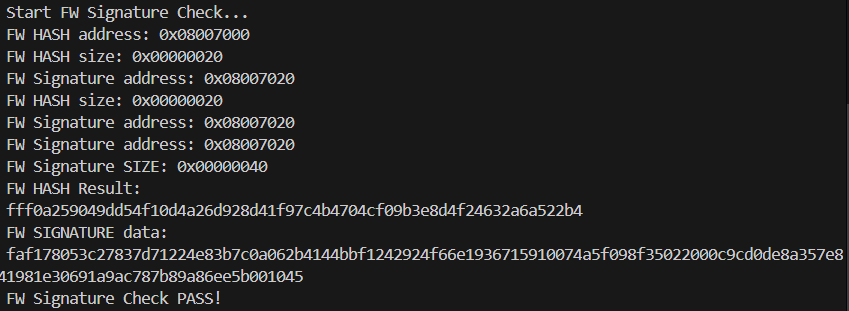 Start FW Signature Check...
FW HASH address: 0x08007000
FW HASH size: 0x00000020
FW Signature address: 0x08007020
FW HASH size: 0x00000020
FW Signature address: 0x08007020
FW Signature address: 0x08007020
FW Signature SIZE: 0x00000040
FW HASH Result:
fff0a259049dd54f10d4a26d928d41f97c4b4704cf09b3e8d4f24632a6a522b4
FW SIGNATURE data:
faf178053c27837d71224e83b7c0a062b4144bbf1242924f66e1936715910074a5f098f35022000c9cd0de8a357e8
41981e30691a9ac787b89a86ee5b001045
FW Signature Check PASS!